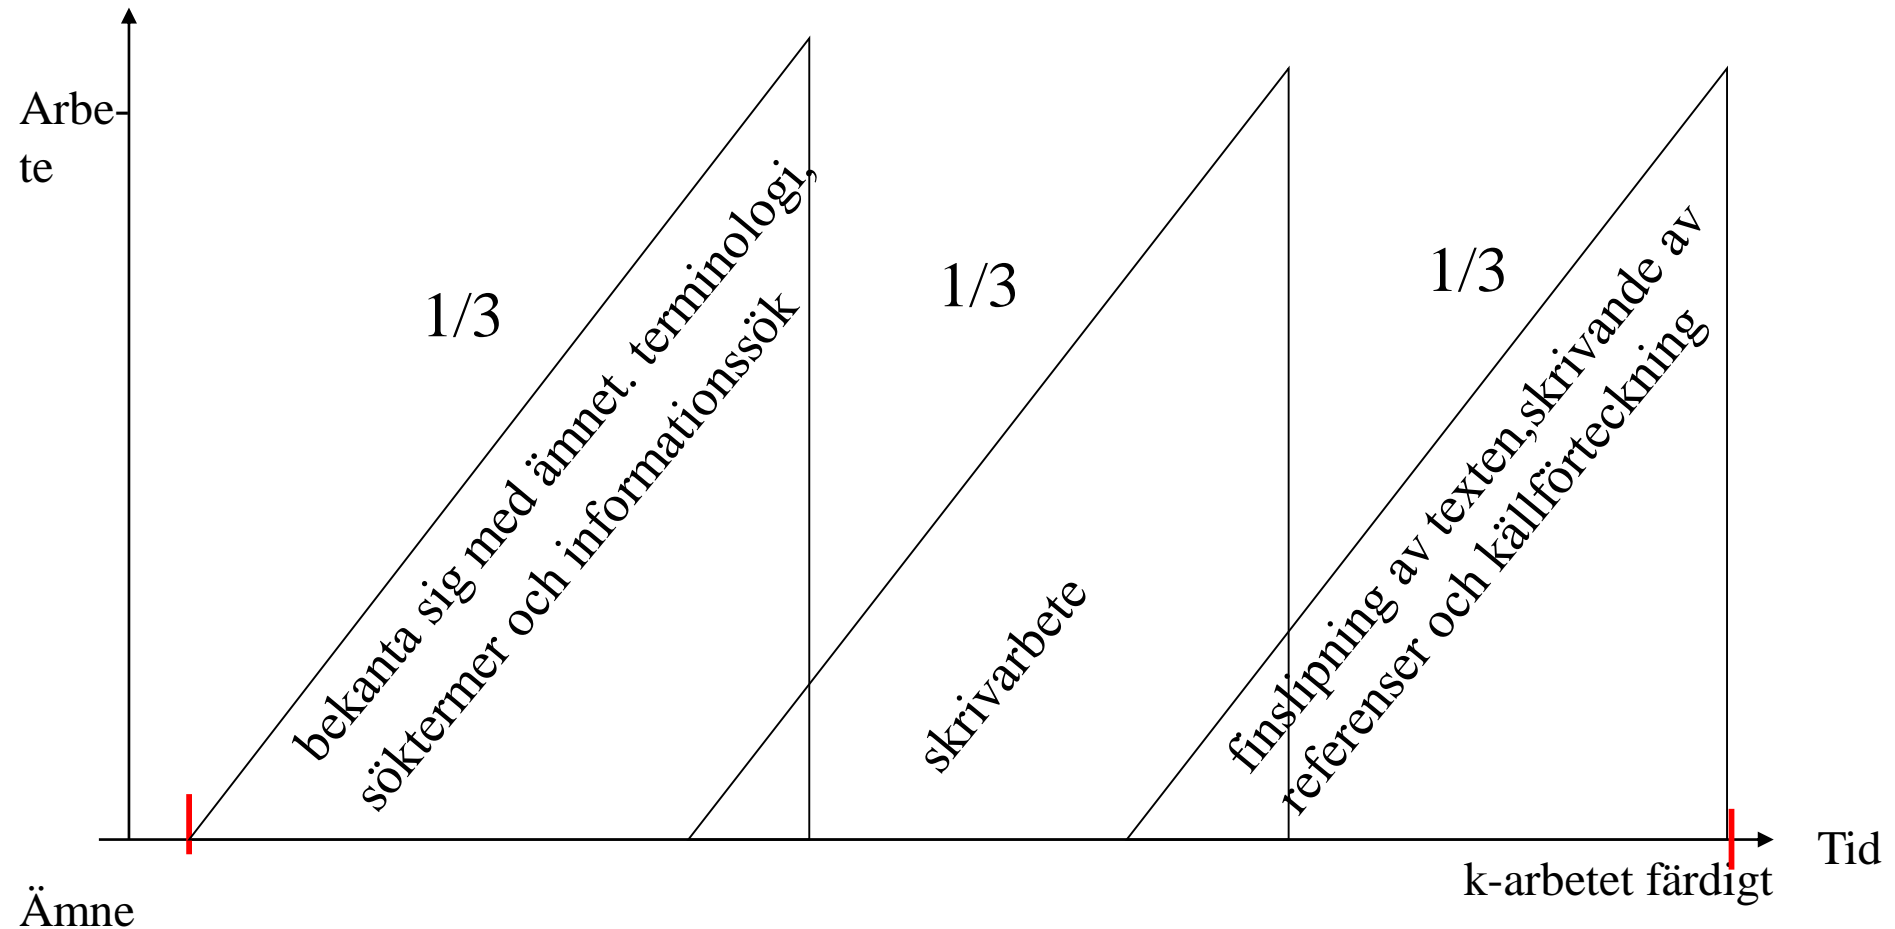 Arbe-
te
1/3
bekanta sig med ämnet. terminologi,
söktermer och informationssök
1/3
skrivarbete
1/3
finslipning av texten,skrivande av
referenser och källförteckning
Tid
k-arbetet färdigt
Ämne